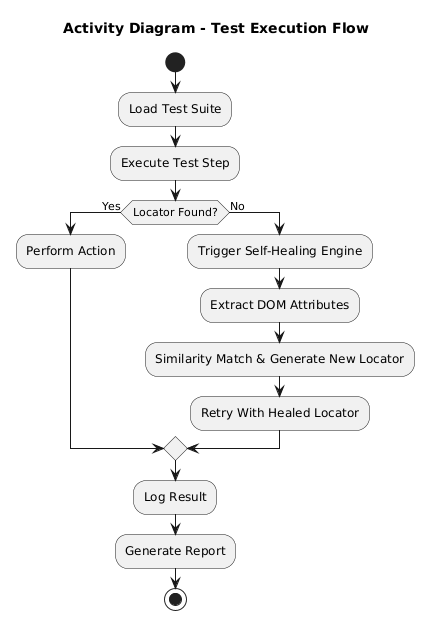 Activity Diagram - Test Execution Flow
Load Test Suite
Execute Test Step
Locator Found?
Yes
No
Perform Action
Trigger Self-Healing Engine
Extract DOM Attributes
Similarity Match & Generate New Locator
Retry With Healed Locator
Log Result
Generate Report